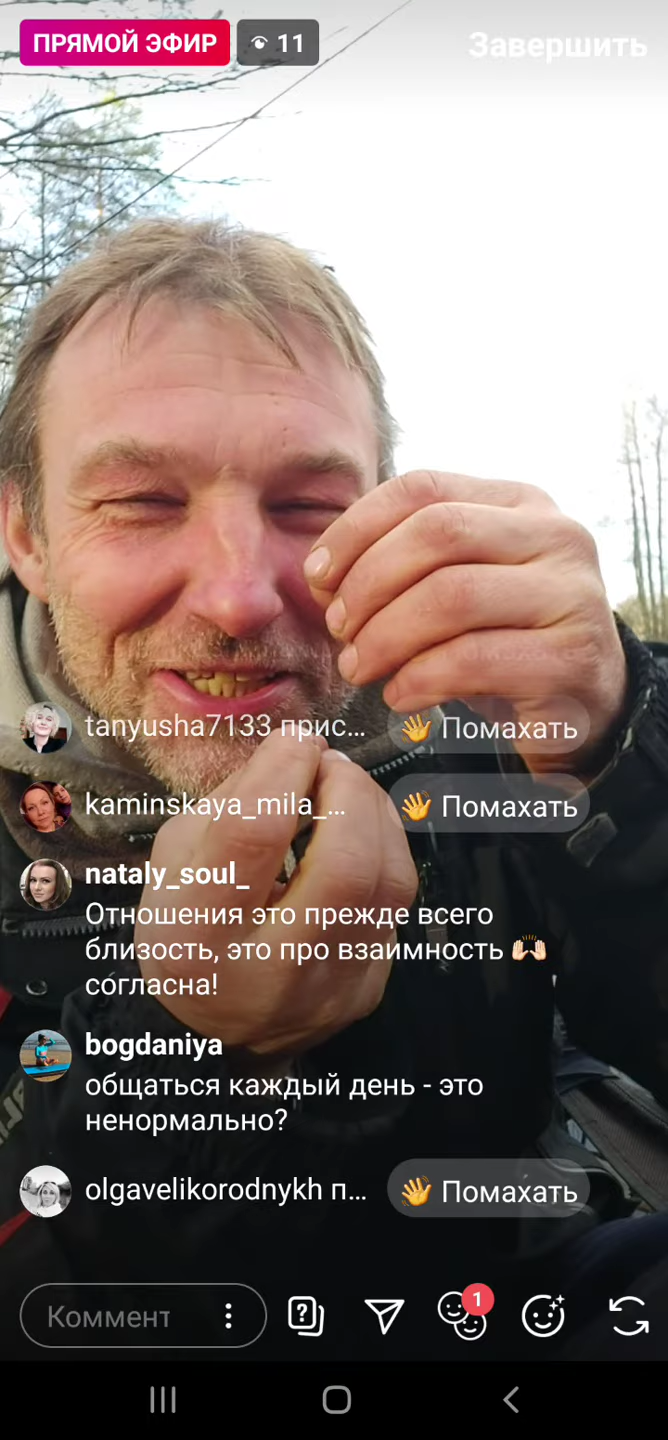 ПРЯМОЙ ЭФИР 11 Завершить
tanyusha7133 прис... Помахать
kaminskaya_mila_... Помахать
nataly_soul_
Отношения это прежде всего
близость, это про взаимность
согласна!
bogdaniya
общаться каждый день - это
ненормально?
olgavelikorodnykh п... Помахать
Коммент 1